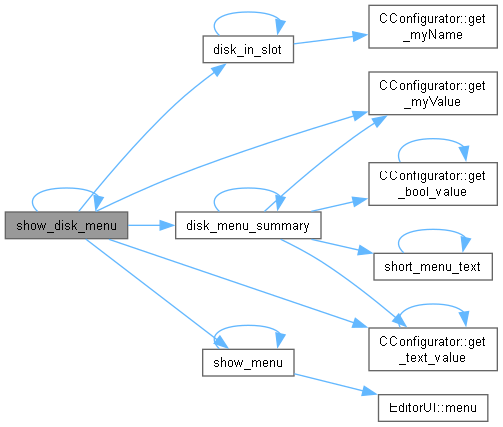 show_disk_menu
disk_in_slot
CConfigurator::get
_myName
CConfigurator::get
_myValue
disk_menu_summary
CConfigurator::get
_bool_value
short_menu_text
CConfigurator::get
_text_value
show_menu
EditorUI::menu